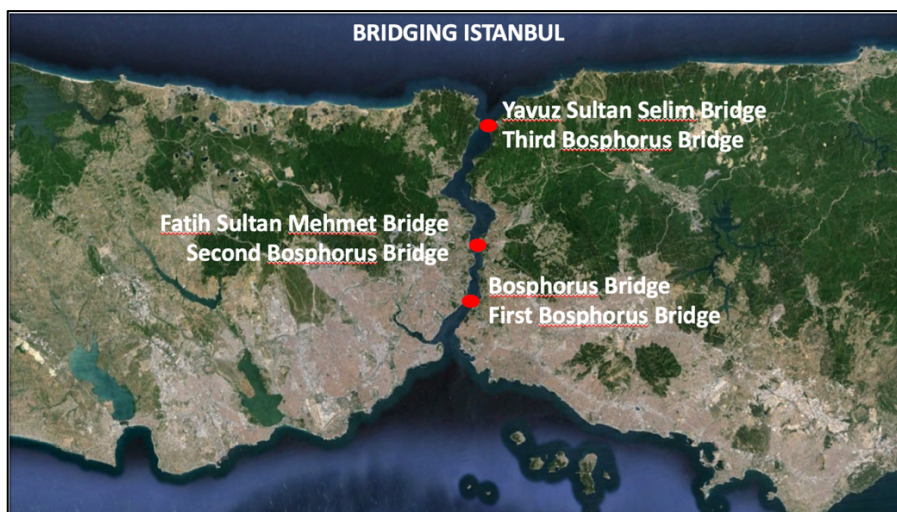 BRIDGING ISTANBUL
Yavuz Sultan Selim Bridge
Third Bosphorus Bridge
Fatih Sultan Mehmet Bridge
Second Bosphorus Bridge
Bosphorus Bridge
First Bosphorus Bridge